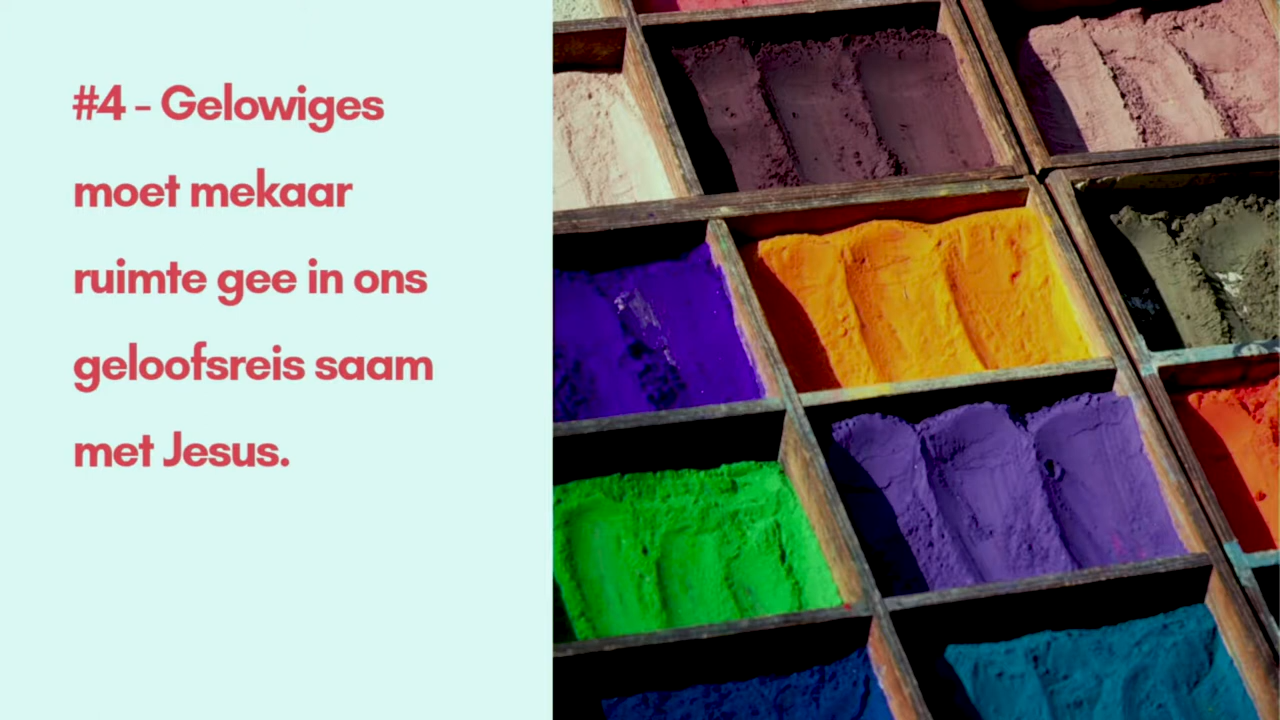 #4 - Gelowiges
moet mekaar
ruimte gee in ons
geloofsreis saam
met Jesus.